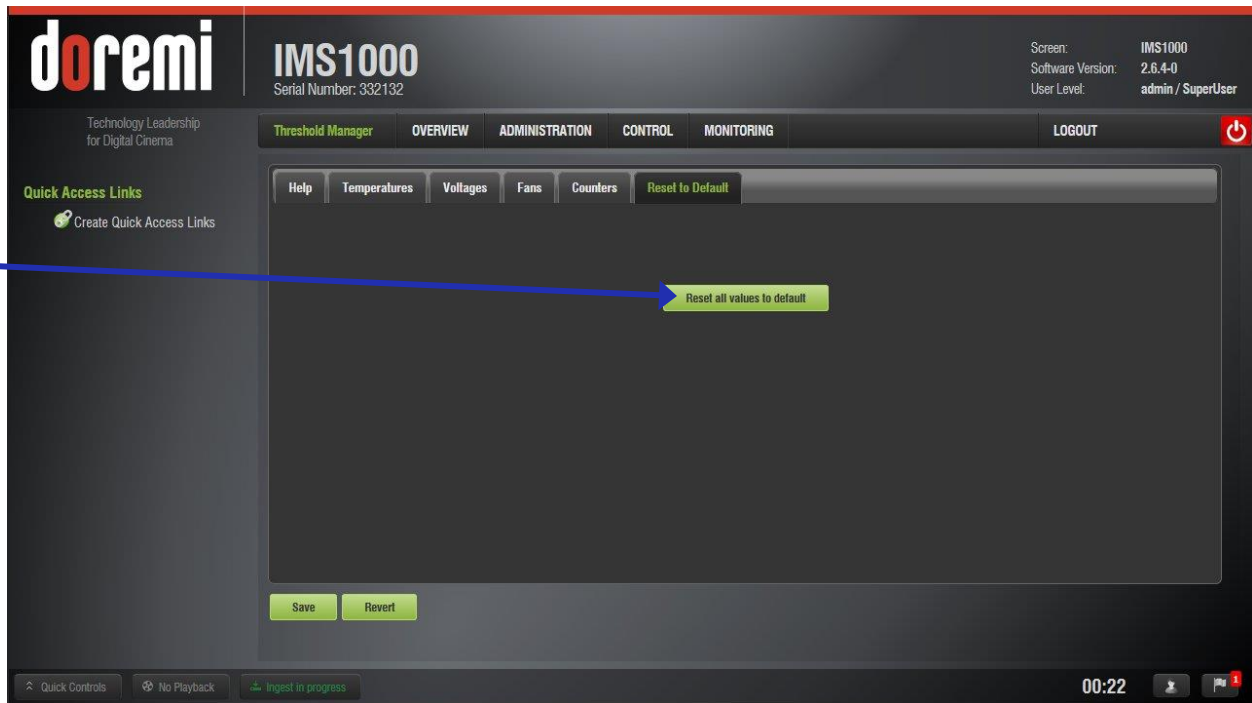 doremi
Technology Leadership
for Digital Cinema
IMS1000
Serial Number: 332132
Screen: IMS1000
Software Version: 2.6.4-0
User Level: admin / SuperUser
Threshold Manager OVERVIEW ADMINISTRATION CONTROL MONITORING LOGOUT
Quick Access Links
Create Quick Access Links
Help Temperatures Voltages Fans Counters Reset to Default
Reset all values to default
Save Revert
Quick Controls No Playback Ingest in progress 00:22 1